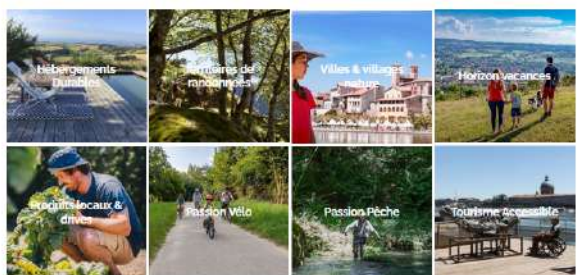 Hébergements
Durables
Territoires de
randonnées
Villes & villages
nature
Horizon vacances
Produits locaux &
drives
Passion Vélo
Passion Pêche
Tourisme Accessible